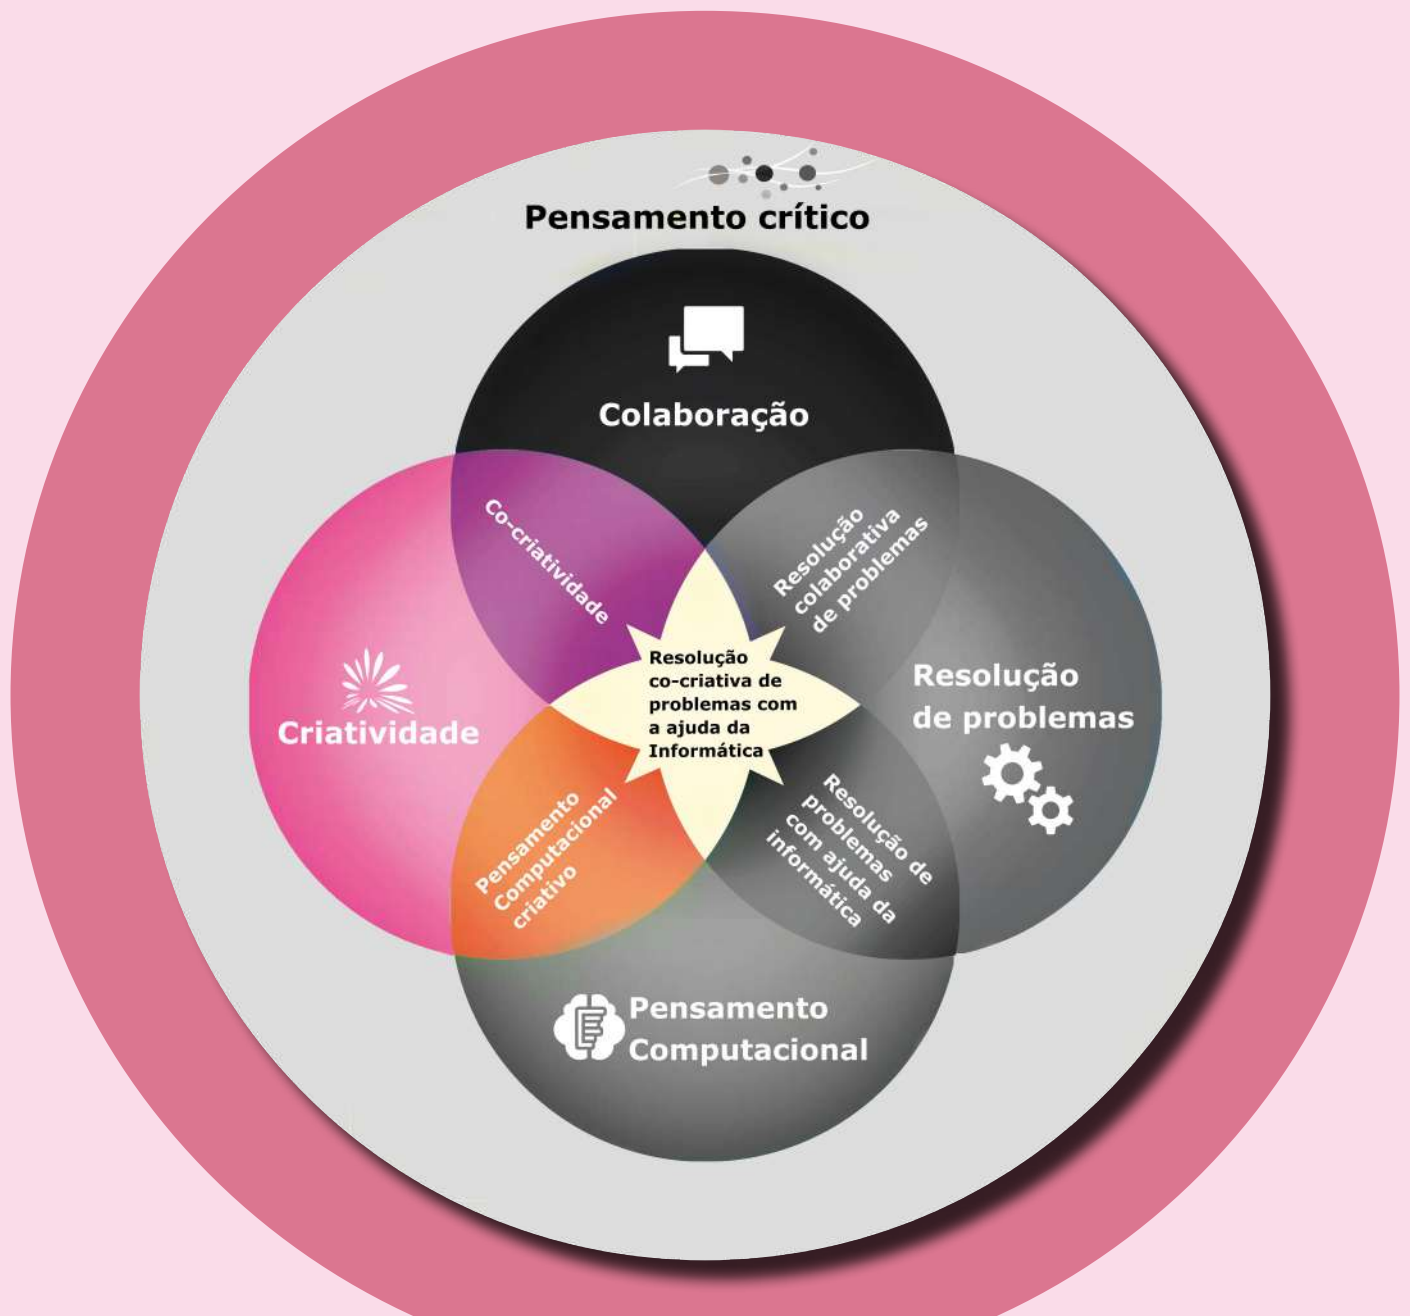 Pensamento crítico
Colaboração
Co-criatividade
Resolução
colaborativa
de problemas
Criatividade
Resolução
co-criativa de
problemas com
a ajuda da
Informática
Resolução
de problemas
Pensamento
Computacional
criativo
Resolução de
problemas
com ajuda da
informática
Pensamento
Computacional